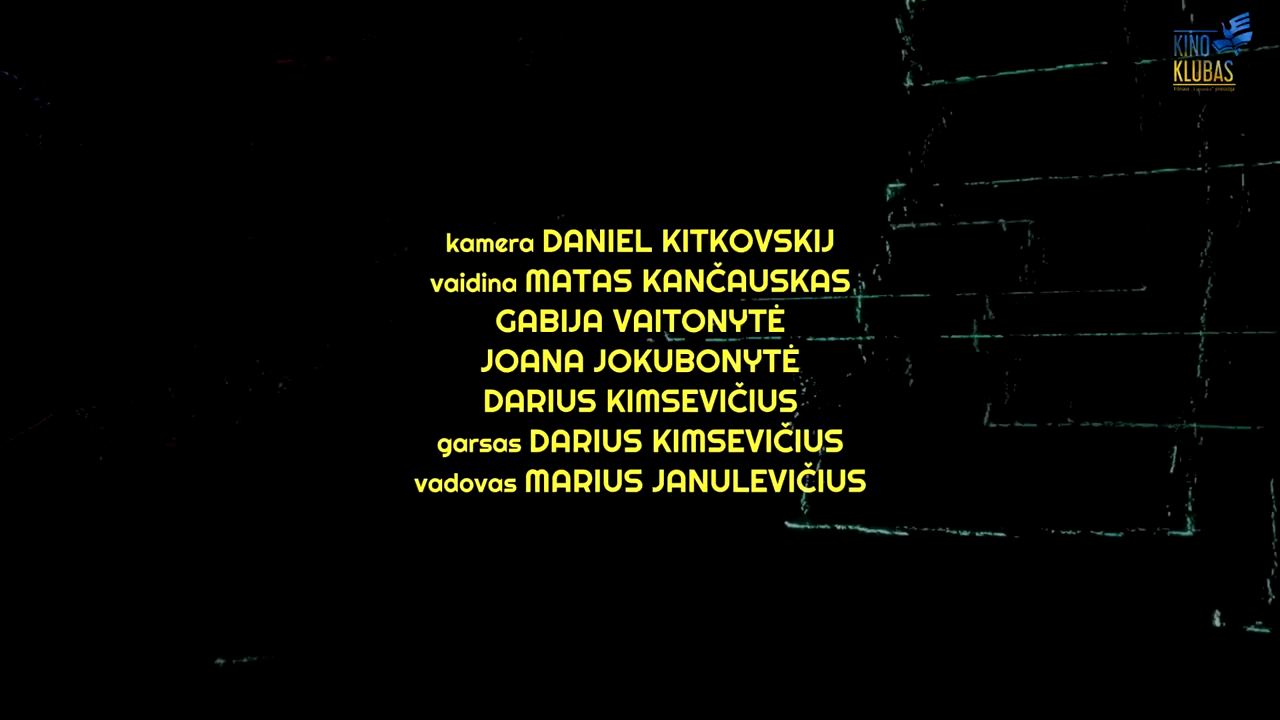 KINO
KLUBAS
kamera DANIEL KITKOVSKIJ
vaidina MATAS KANČAUSKAS
GABIJA VAITONYTĖ
JOANA JOKUBONYTĖ
DARIUS KIMSEVIČIUS
garsas DARIUS KIMSEVIČIUS
vadovas MARIUS JANULEVIČIUS